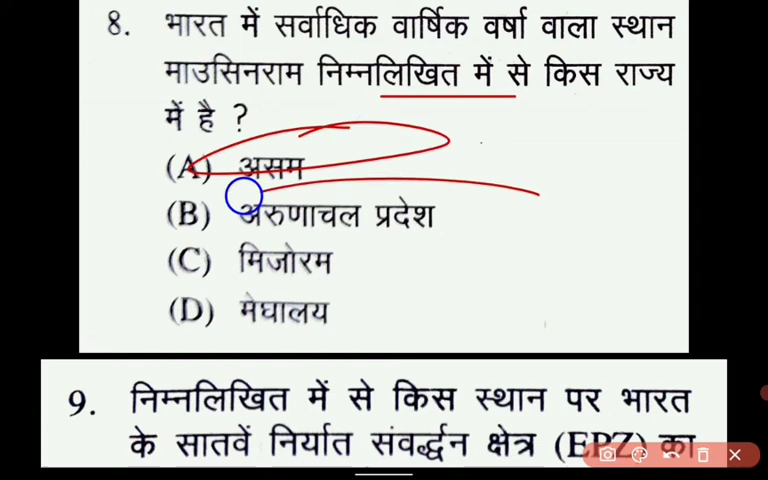 8. भारत में सर्वाधिक वार्षिक वर्षा वाला स्थान
माउसिनराम निम्नलिखित में से किस राज्य
में है ?
(A) असम
(B) अरुणाचल प्रदेश
(C) मिजोरम
(D) मेघालय
9. निम्नलिखित में से किस स्थान पर भारत
के सातवें निर्यात संवर्द्धन क्षेत्र (EPZ) का